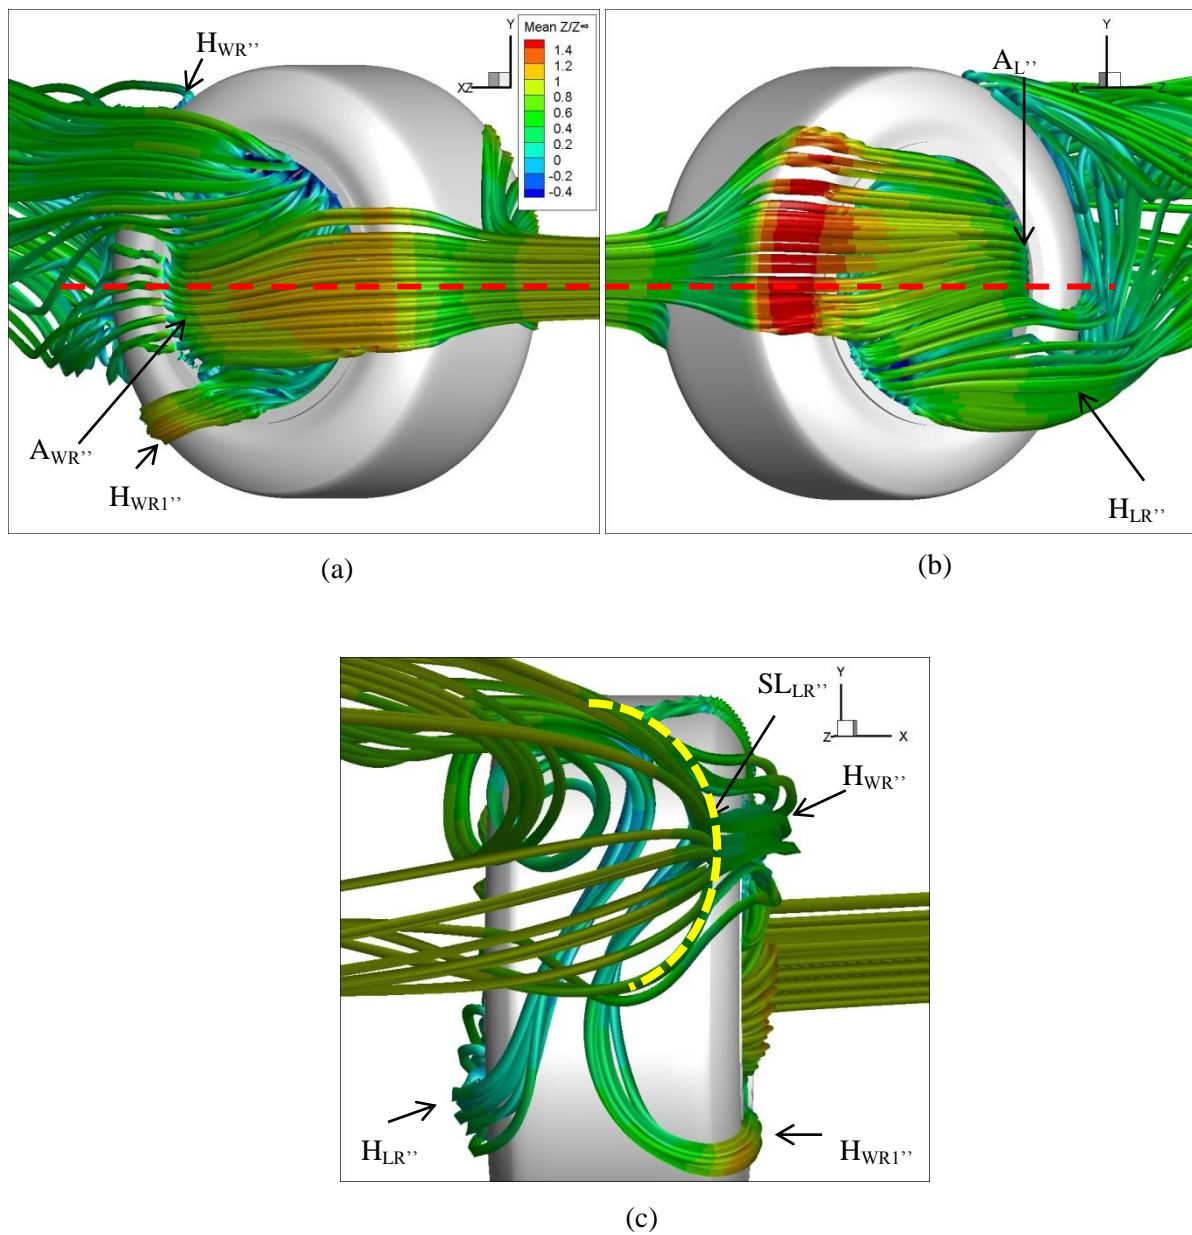 H_WR''
Mean Z/Z∞
1.4
1.2
1
0.8
0.6
0.4
0.2
0
-0.2
-0.4
Y
XZ
A_WR''
H_WR1''
(a)
Y
X
Z
A_L''
H_LR''
(b)
SL_LR''
Y
Z
X
H_WR''
H_LR''
H_WR1''
(c)